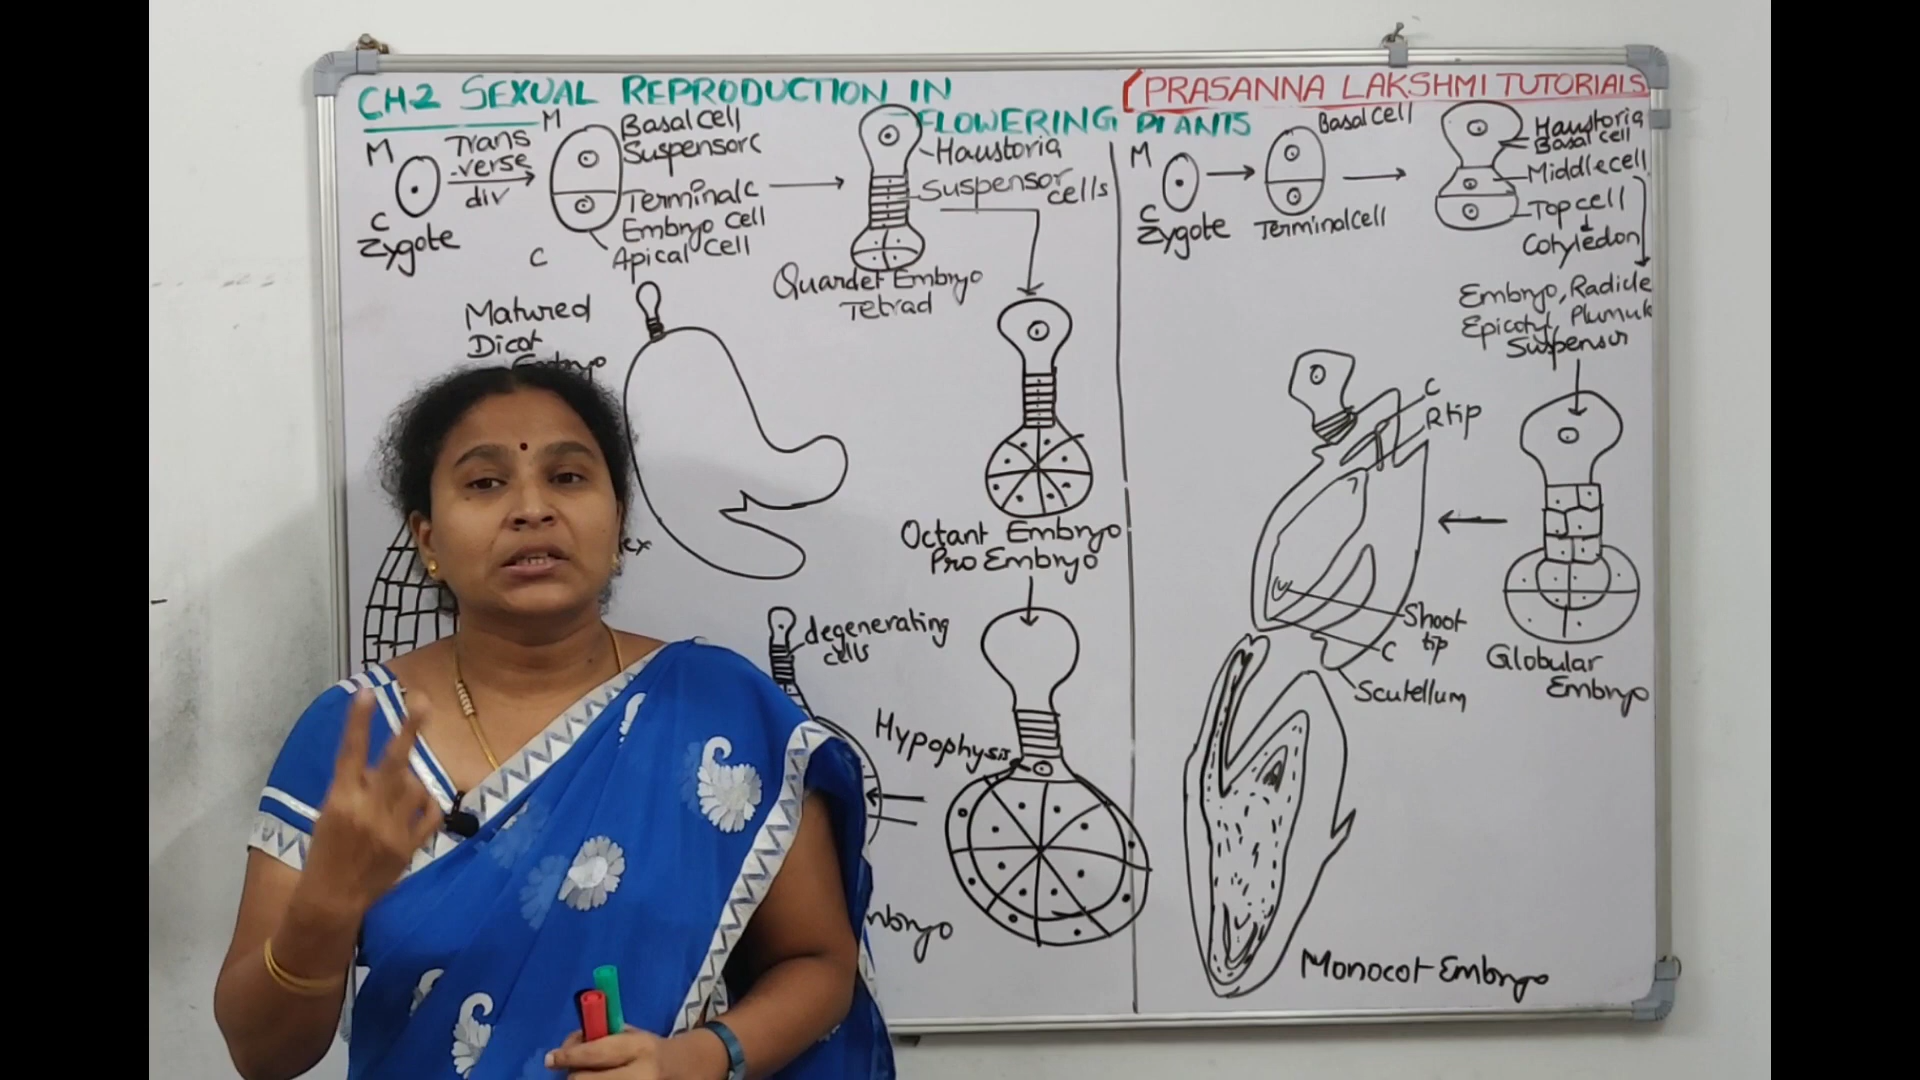 CH-2 SEXUAL REPRODUCTION IN
FLOWERING PLANTS
PRASANNA LAKSHMI TUTORIALS
M
Trans
-verse
div
C
Zygote
M
Basal cell
Suspensor C
Terminal C
Embryo cell
Apical cell
C
Haustoria
Suspensor
cells
Quardet Embryo
Tetrad
Matured
Dicot
Embryo
Octant Embryo
Pro Embryo
degenerating
cells
Hypophysis
M
C
Zygote
Basal cell
Terminal cell
Haustoria
Basal cell
Middle cell
Top cell
Cotyledon
Embryo, Radicle
Epicotyl, Plumule
Suspensor
C
R tip
Shoot
tip
C
Scutellum
Globular
Embryo
Monocot Embryo